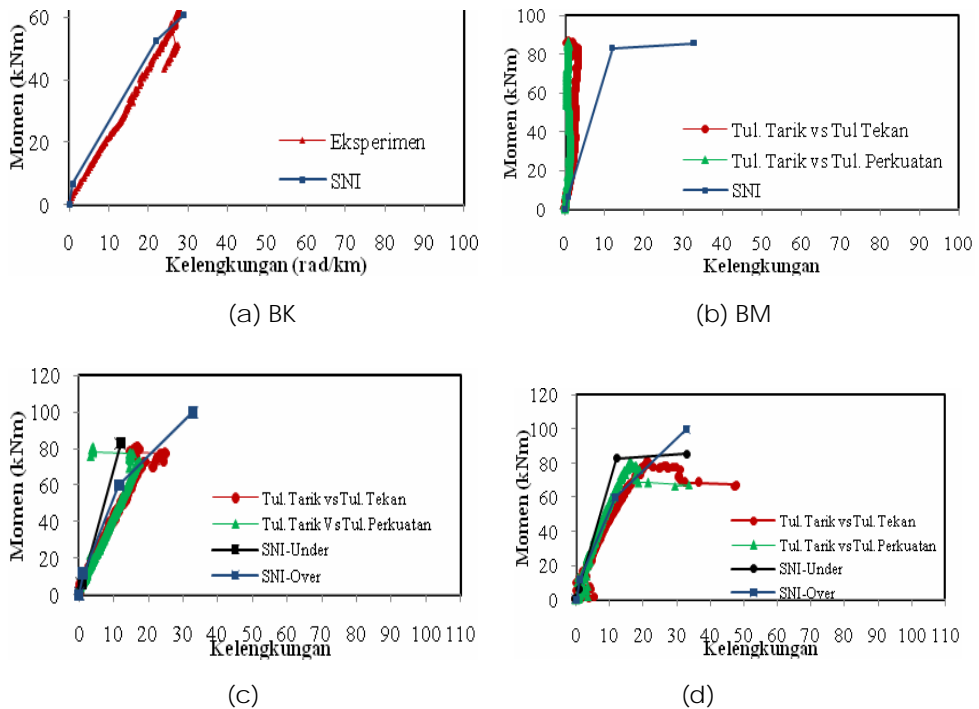 60
40
20
0
Momen (kNm)
Eksperimen
SNI
0 10 20 30 40 50 60 70 80 90 100
Kelengkungan (rad/km)
(a) BK
100
80
60
40
20
0
Momen (kNm)
Tul. Tarik vs Tul Tekan
Tul. Tarik vs Tul. Perkuatan
SNI
0 10 20 30 40 50 60 70 80 90 100
Kelengkungan
(b) BM
120
100
80
60
40
20
0
Momen (kNm)
Tul. Tarik vs Tul. Tekan
Tul. Tarik Vs Tul. Perkuatan
SNI-Under
SNI-Over
0 10 20 30 40 50 60 70 80 90 100 110
Kelengkungan
(c)
120
100
80
60
40
20
0
Momen (kNm)
Tul. Tarik vs Tul. Tekan
Tul. Tarik vs Tul. Perkuatan
SNI-Under
SNI-Over
0 10 20 30 40 50 60 70 80 90 100 110
Kelengkungan
(d)